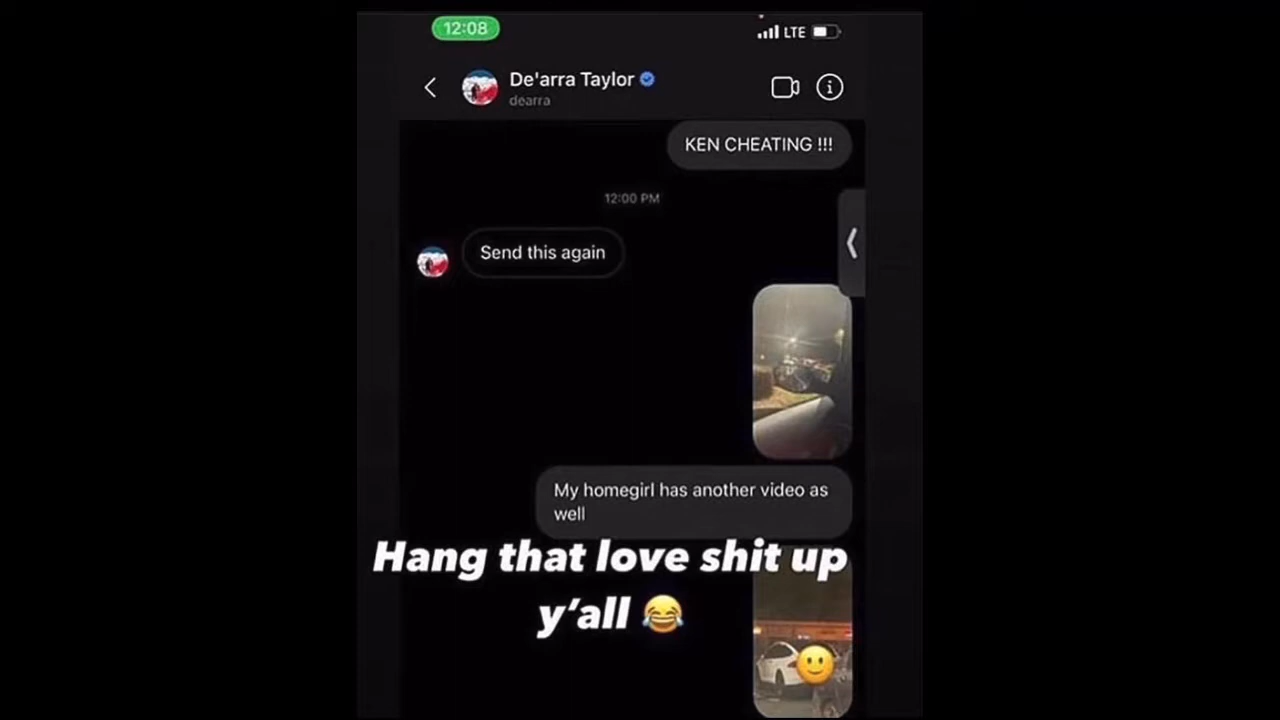 12:08
LTE
De'arra Taylor
dearra
KEN CHEATING !!!
12:00 PM
Send this again
My homegirl has another video as
well
Hang that love shit up
y'all 😂